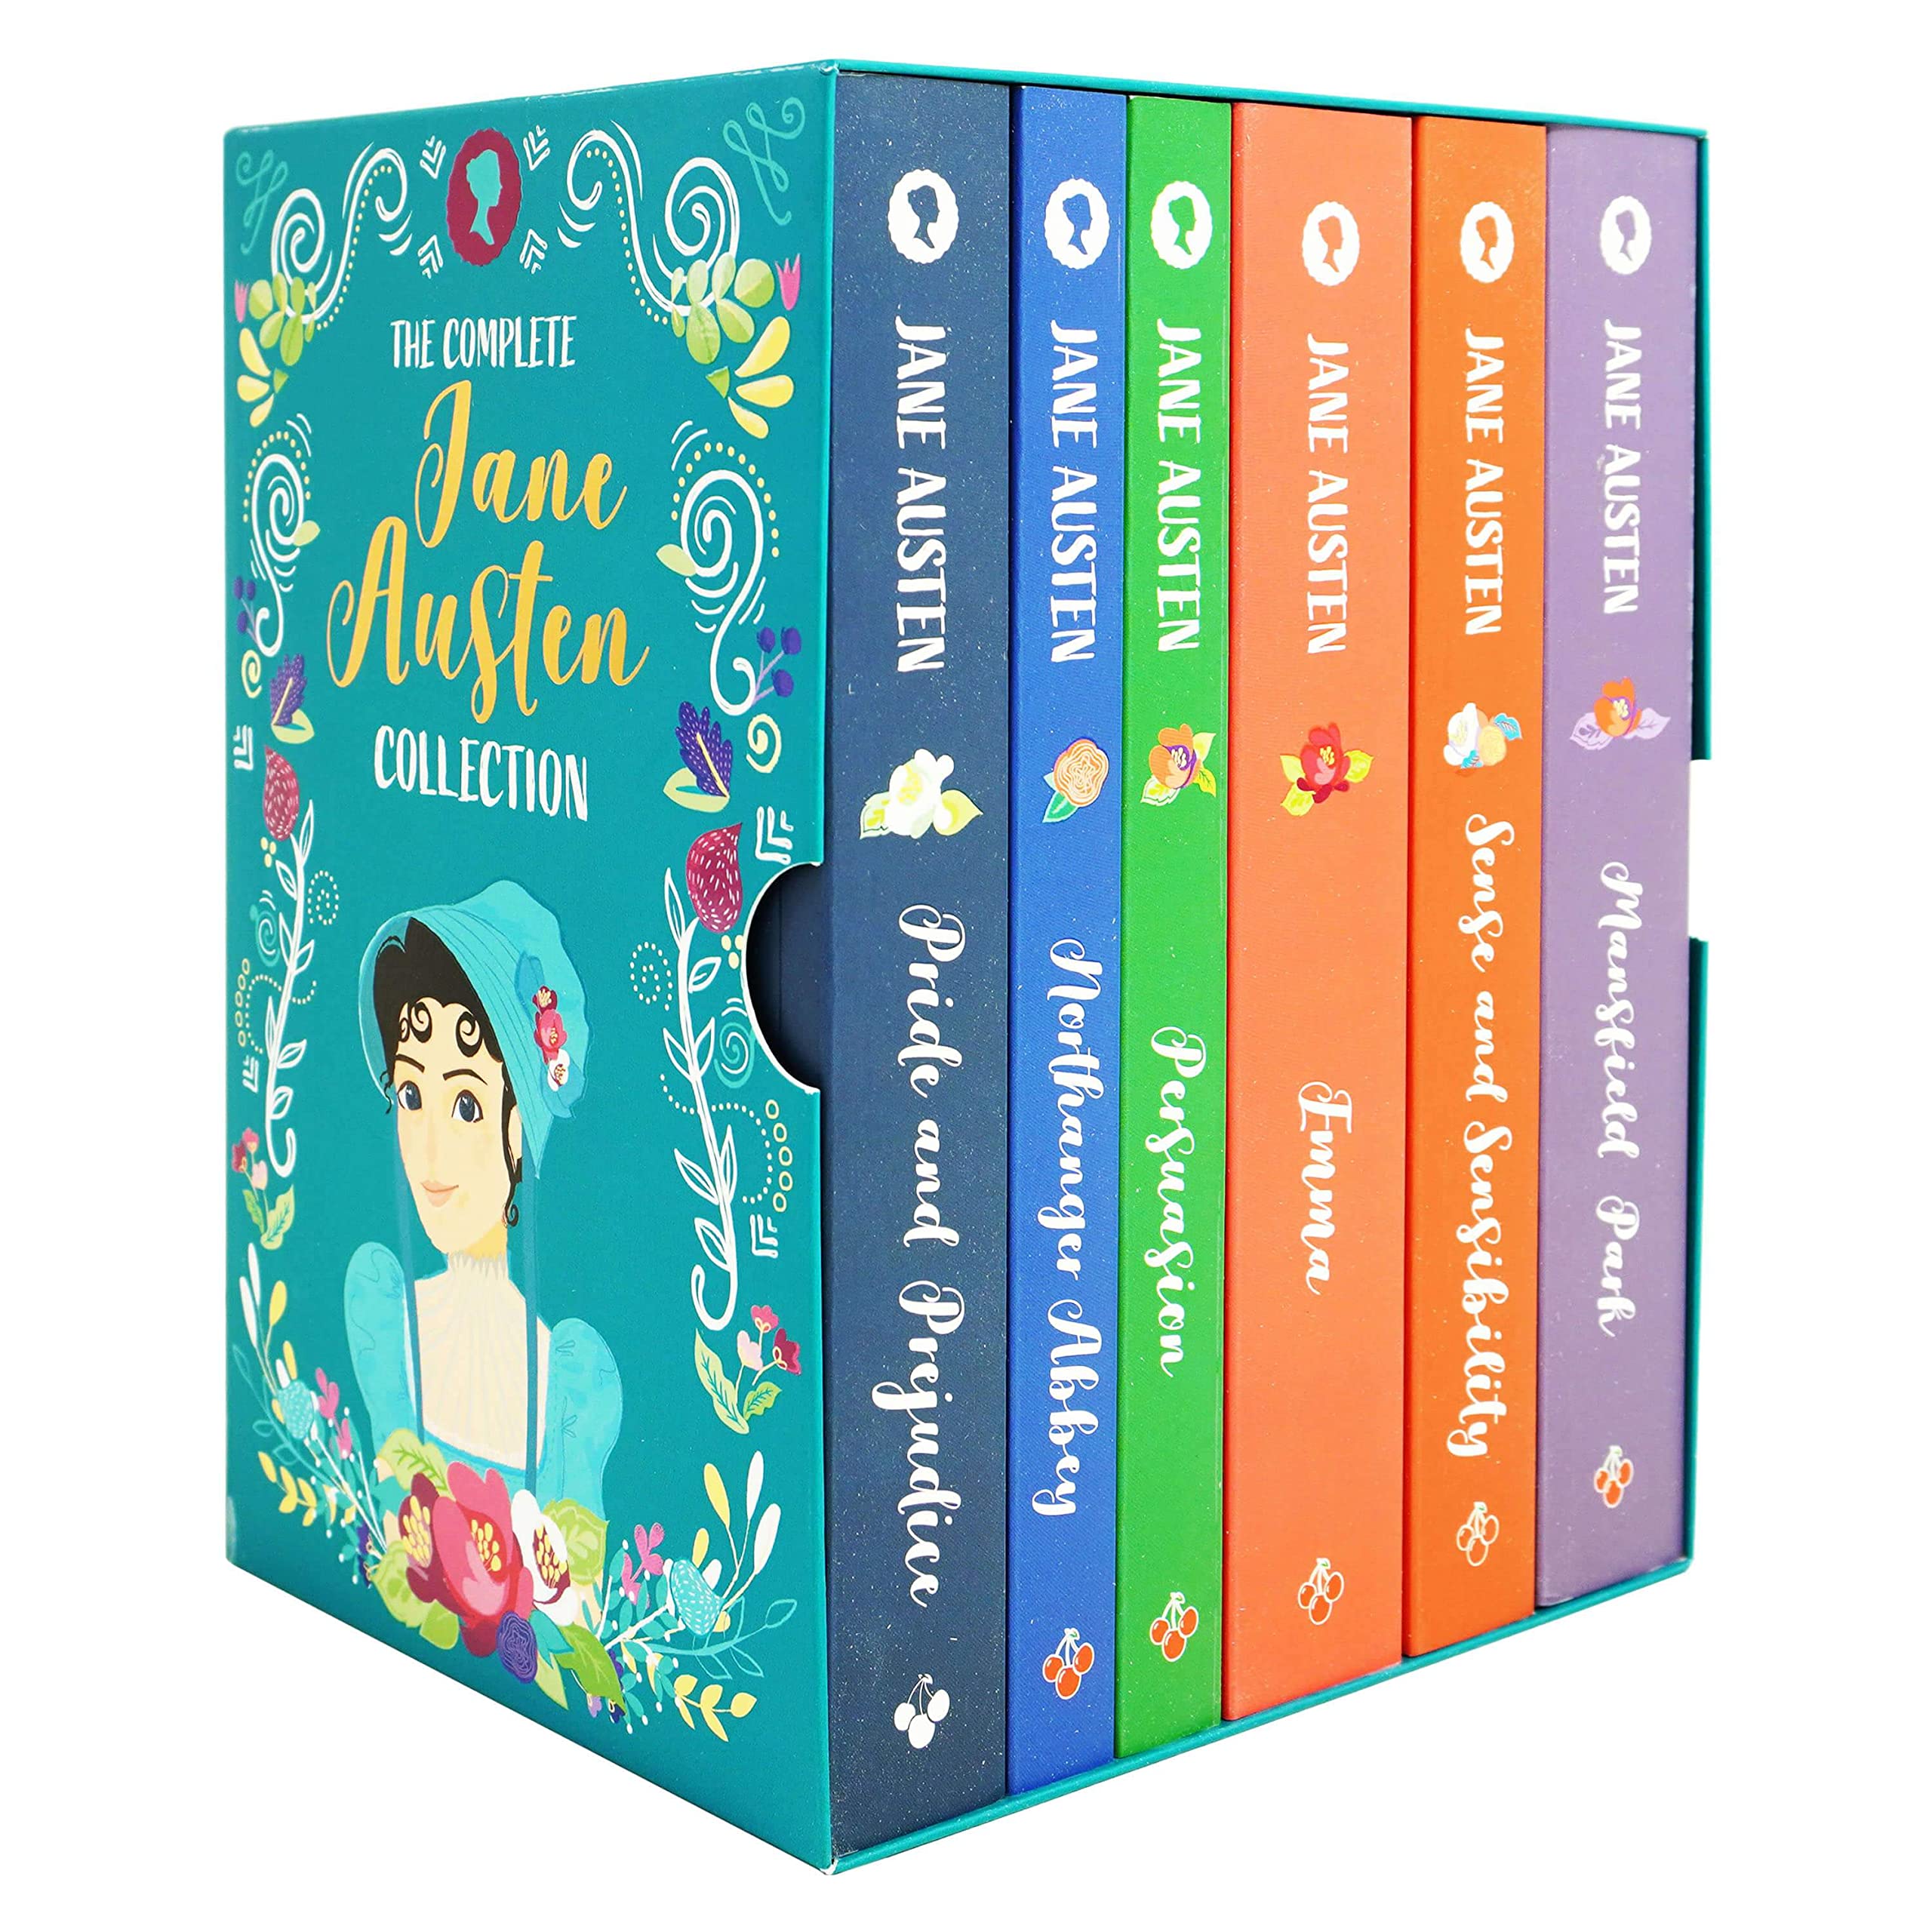 THE COMPLETE
Jane
Austen
COLLECTION
JANE AUSTEN Pride and Prejudice
JANE AUSTEN Northanger Abbey
JANE AUSTEN Persuasion
JANE AUSTEN Emma
JANE AUSTEN Sense and Sensibility
JANE AUSTEN Mansfield Park